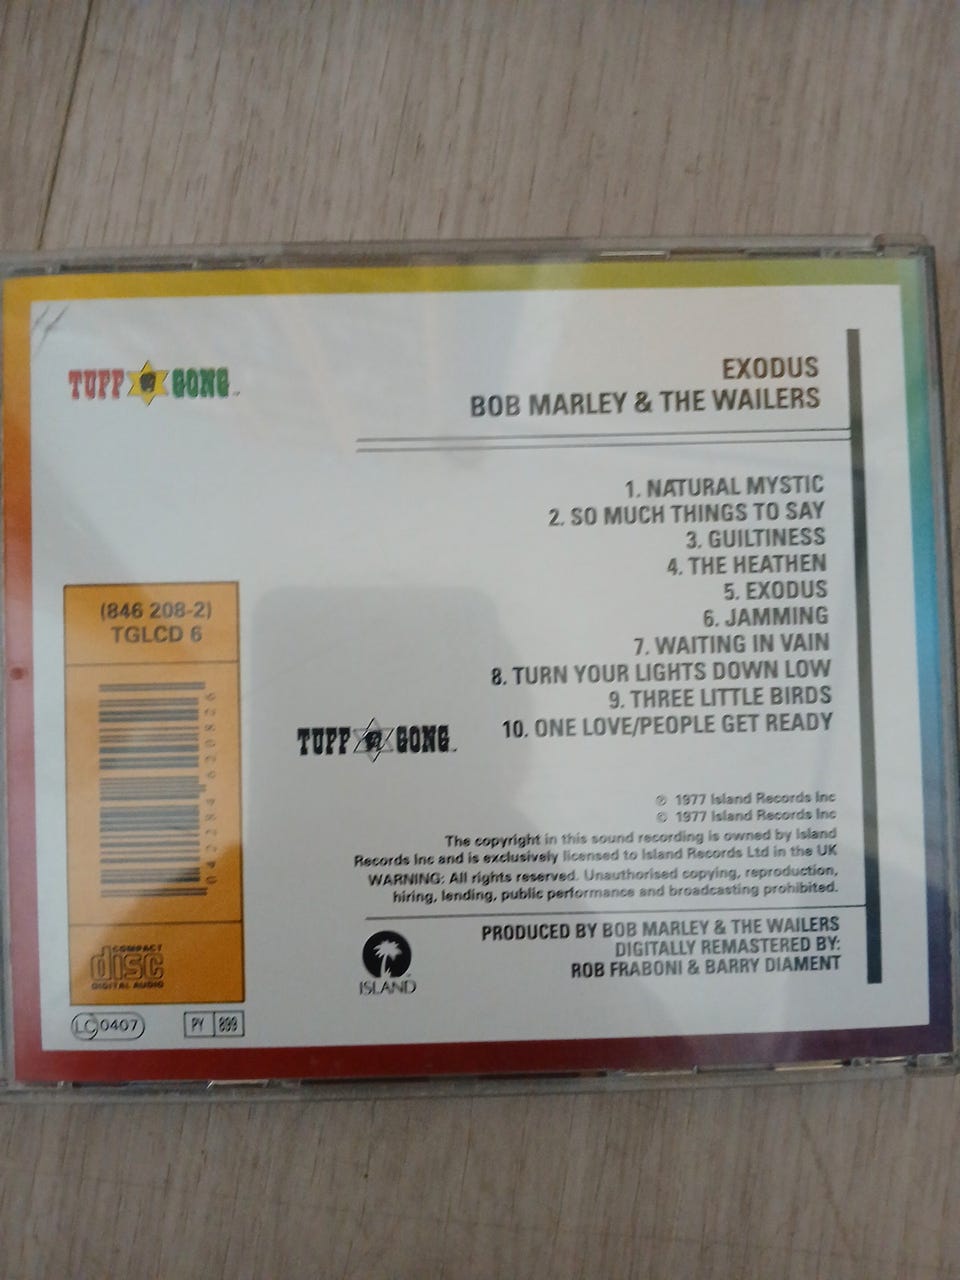 TUFF GONG™
EXODUS
BOB MARLEY & THE WAILERS
1. NATURAL MYSTIC
2. SO MUCH THINGS TO SAY
3. GUILTINESS
4. THE HEATHEN
5. EXODUS
6. JAMMING
7. WAITING IN VAIN
8. TURN YOUR LIGHTS DOWN LOW
9. THREE LITTLE BIRDS
10. ONE LOVE/PEOPLE GET READY
(846 208-2)
TGLCD 6
0 42284 620826
TUFF GONG™
℗ 1977 Island Records Inc
© 1977 Island Records Inc
The copyright in this sound recording is owned by Island
Records Inc and is exclusively licensed to Island Records Ltd in the UK
WARNING: All rights reserved. Unauthorised copying, reproduction,
hiring, lending, public performance and broadcasting prohibited.
PRODUCED BY BOB MARLEY & THE WAILERS
DIGITALLY REMASTERED BY:
ROB FRABONI & BARRY DIAMENT
ISLAND
COMPACT
disc
DIGITAL AUDIO
LC 0407
PY 899